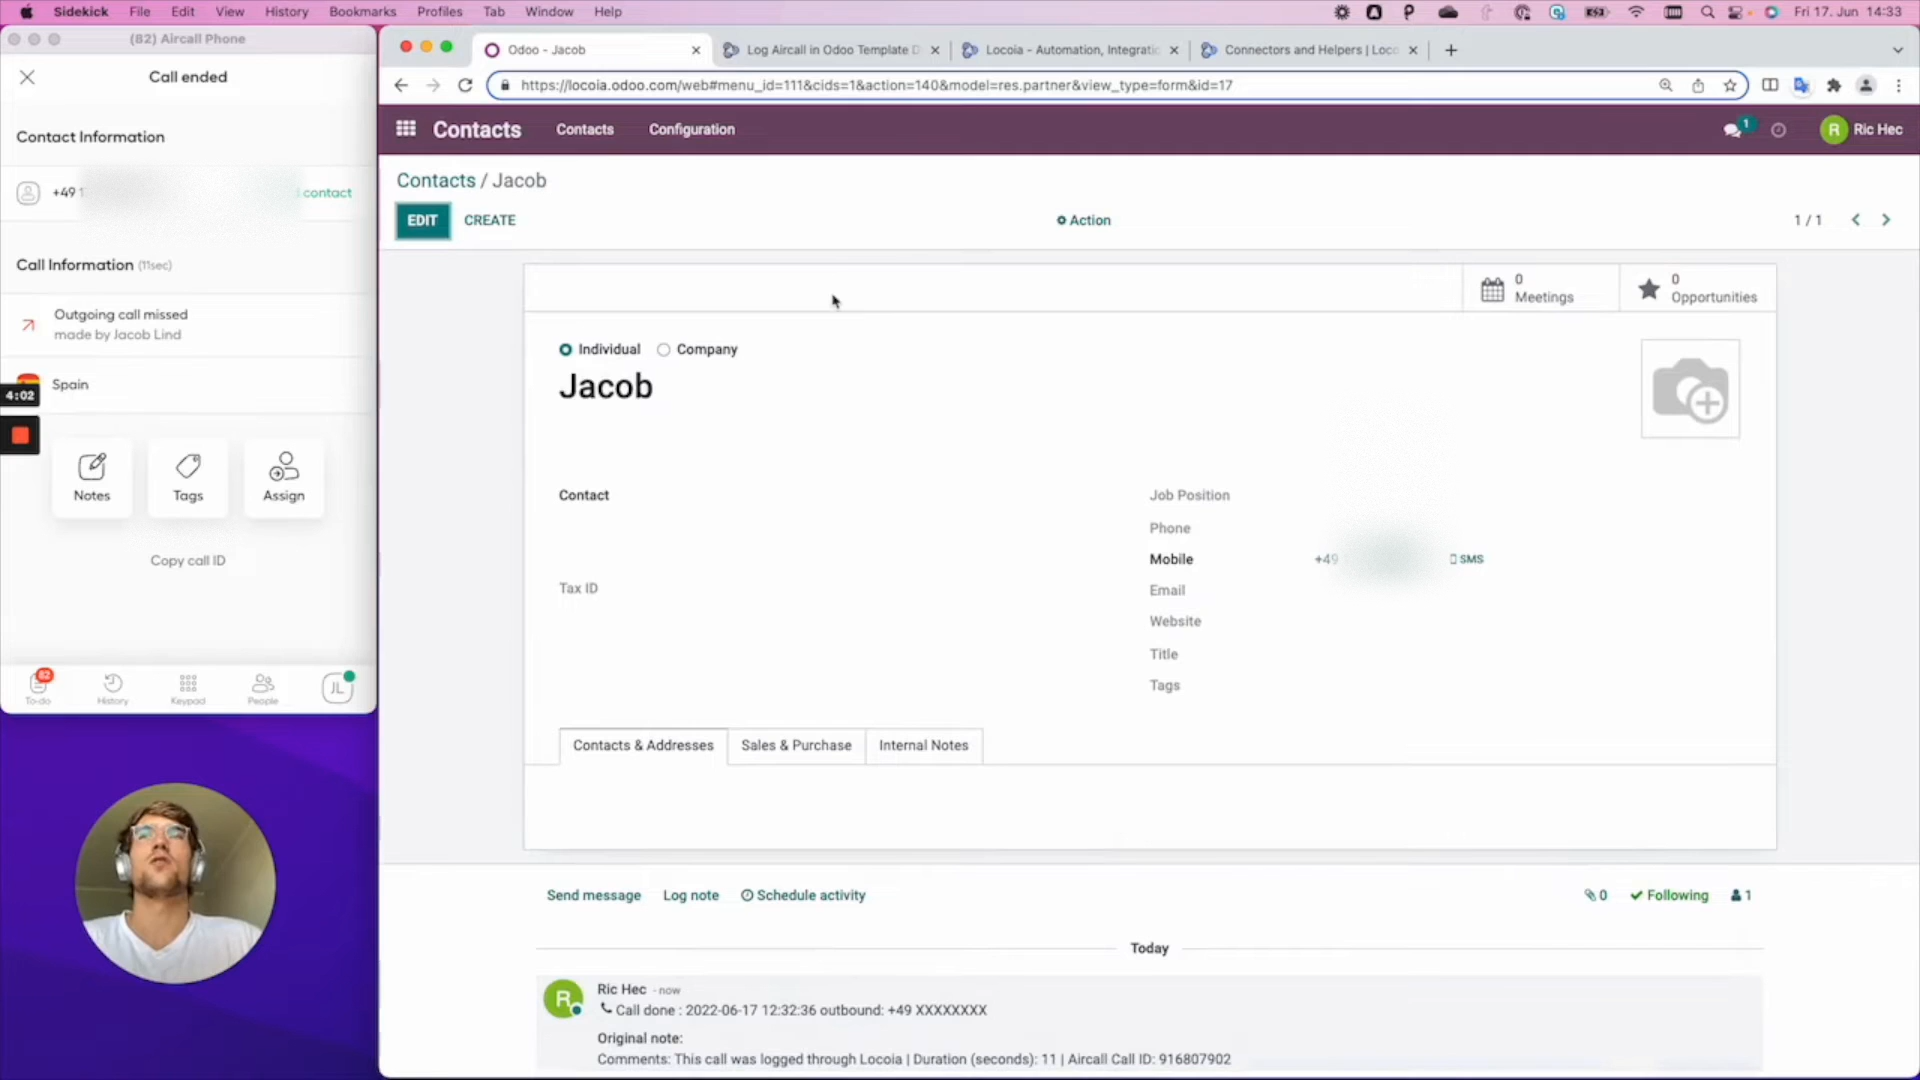 Sidekick File Edit View History Bookmarks Profiles Tab Window Help
Fri 17. Jun 14:33
(82) Aircall Phone
Call ended
Contact Information
+49
contact
Call Information (11sec)
Outgoing call missed
made by Jacob Lind
Spain
4:02
Notes
Tags
Assign
Copy call ID
82
To-do
History
Keypad
People
JL
Odoo - Jacob
Log Aircall in Odoo Template D
Locoia - Automation, Integratio
Connectors and Helpers | Loco
https://locoia.odoo.com/web#menu_id=111&cids=1&action=140&model=res.partner&view_type=form&id=17
Contacts
Contacts
Configuration
1
R
Ric Hec
Contacts / Jacob
EDIT
CREATE
Action
1 / 1
0
Meetings
0
Opportunities
Individual
Company
Jacob
Contact
Tax ID
Job Position
Phone
Mobile
+49
SMS
Email
Website
Title
Tags
Contacts & Addresses
Sales & Purchase
Internal Notes
Send message
Log note
Schedule activity
0
Following
1
Today
R
Ric Hec - now
Call done : 2022-06-17 12:32:36 outbound: +49 XXXXXXXX
Original note:
Comments: This call was logged through Locoia | Duration (seconds): 11 | Aircall Call ID: 916807902